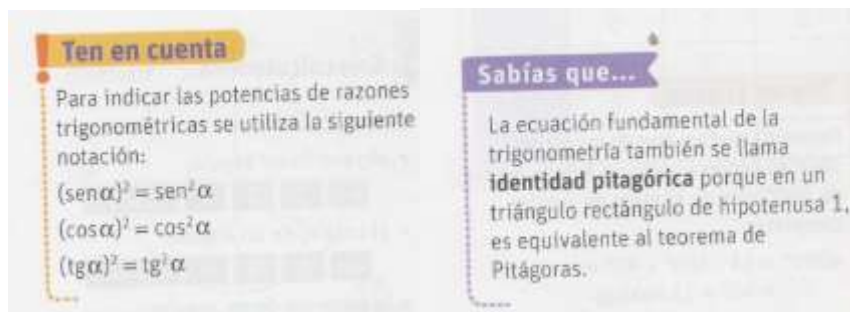 Ten en cuenta
Para indicar las potencias de razones
trigonométricas se utiliza la siguiente
notación:
(senα)² = sen²α
(cosα)² = cos²α
(tgα)² = tg²α
Sabías que...
La ecuación fundamental de la
trigonometría también se llama
identidad pitagórica porque en un
triángulo rectángulo de hipotenusa 1,
es equivalente al teorema de
Pitágoras.